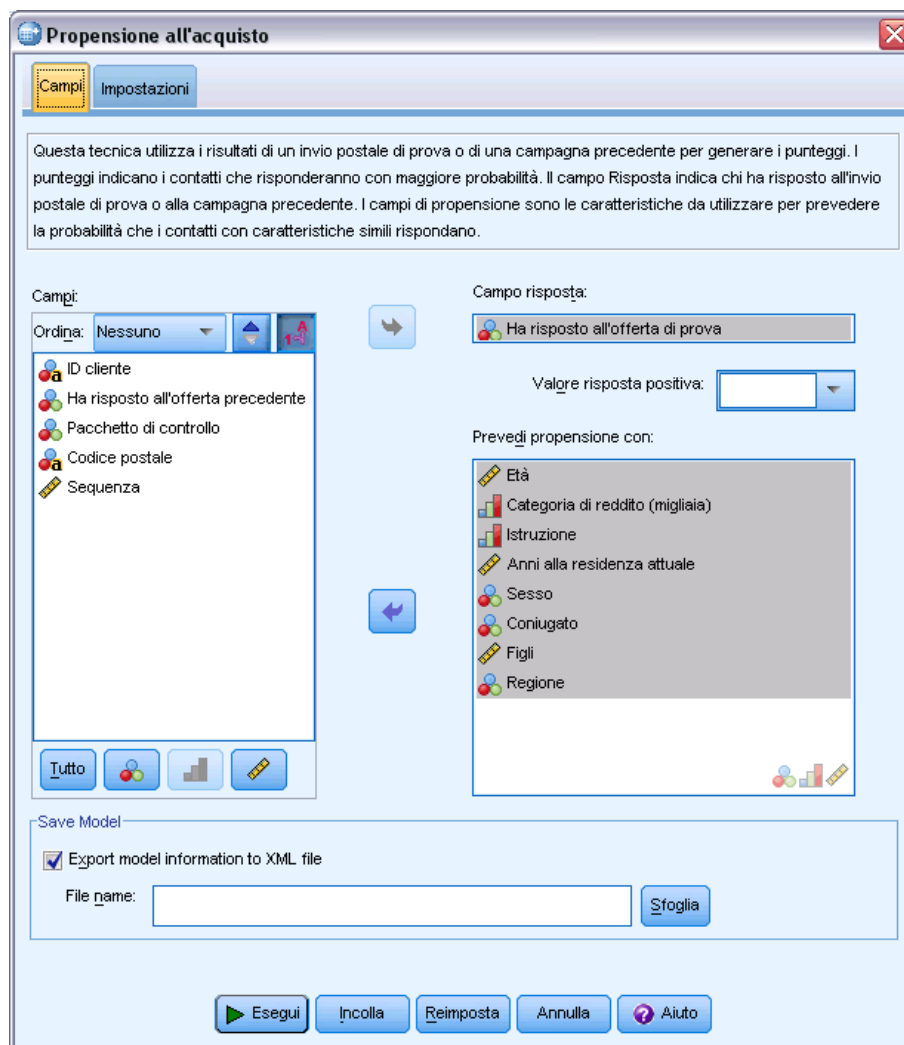 Propensione all'acquisto
Campi
Impostazioni
Questa tecnica utilizza i risultati di un invio postale di prova o di una campagna precedente per generare i punteggi. I
punteggi indicano i contatti che risponderanno con maggiore probabilità. Il campo Risposta indica chi ha risposto all'invio
postale di prova o alla campagna precedente. I campi di propensione sono le caratteristiche da utilizzare per prevedere
la probabilità che i contatti con caratteristiche simili rispondano.
Campi:
Ordina: Nessuno
ID cliente
Ha risposto all'offerta precedente
Pacchetto di controllo
Codice postale
Sequenza
Tutto
Campo risposta:
Ha risposto all'offerta di prova
Valore risposta positiva:
Prevedi propensione con:
Età
Categoria di reddito (migliaia)
Istruzione
Anni alla residenza attuale
Sesso
Coniugato
Figli
Regione
Save Model
Export model information to XML file
File name:
Sfoglia
Esegui
Incolla
Reimposta
Annulla
Aiuto